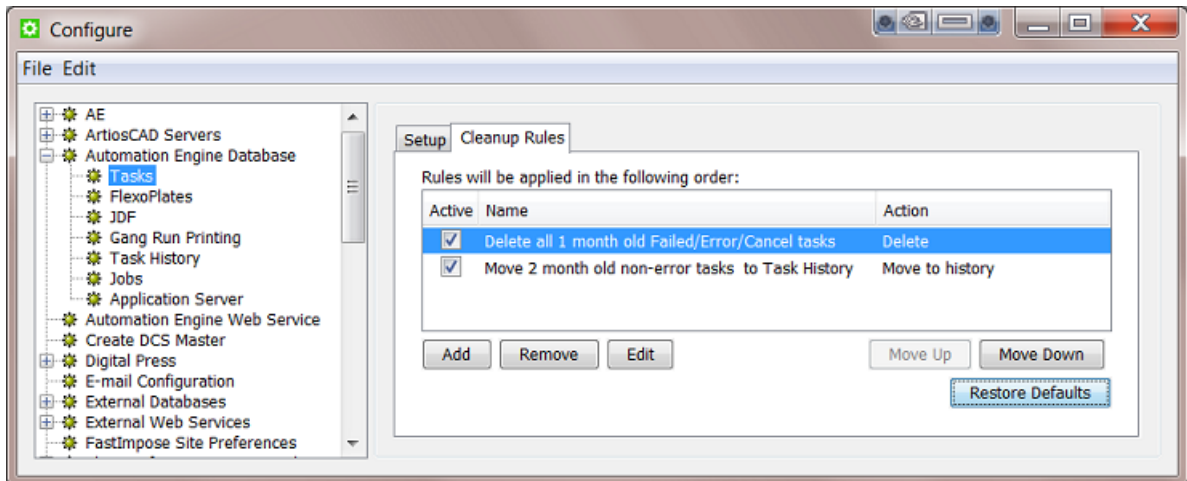 Configure
File Edit
AE
ArtiosCAD Servers
Automation Engine Database
Tasks
FlexoPlates
JDF
Gang Run Printing
Task History
Jobs
Application Server
Automation Engine Web Service
Create DCS Master
Digital Press
E-mail Configuration
External Databases
External Web Services
FastImpose Site Preferences
Setup Cleanup Rules
Rules will be applied in the following order:
Active Name Action
Delete all 1 month old Failed/Error/Cancel tasks Delete
Move 2 month old non-error tasks to Task History Move to history
Add Remove Edit Move Up Move Down
Restore Defaults